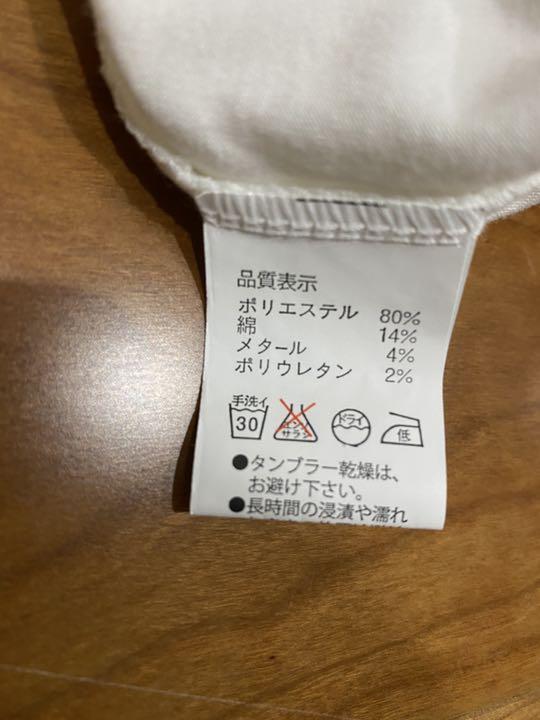 品質表示
ポリエステル 80%
綿 14%
メタール 4%
ポリウレタン 2%
手洗イ 30 エンソ サラシ ドライ 低
●タンブラー乾燥は、
お避け下さい。
●長時間の浸漬や濡れ